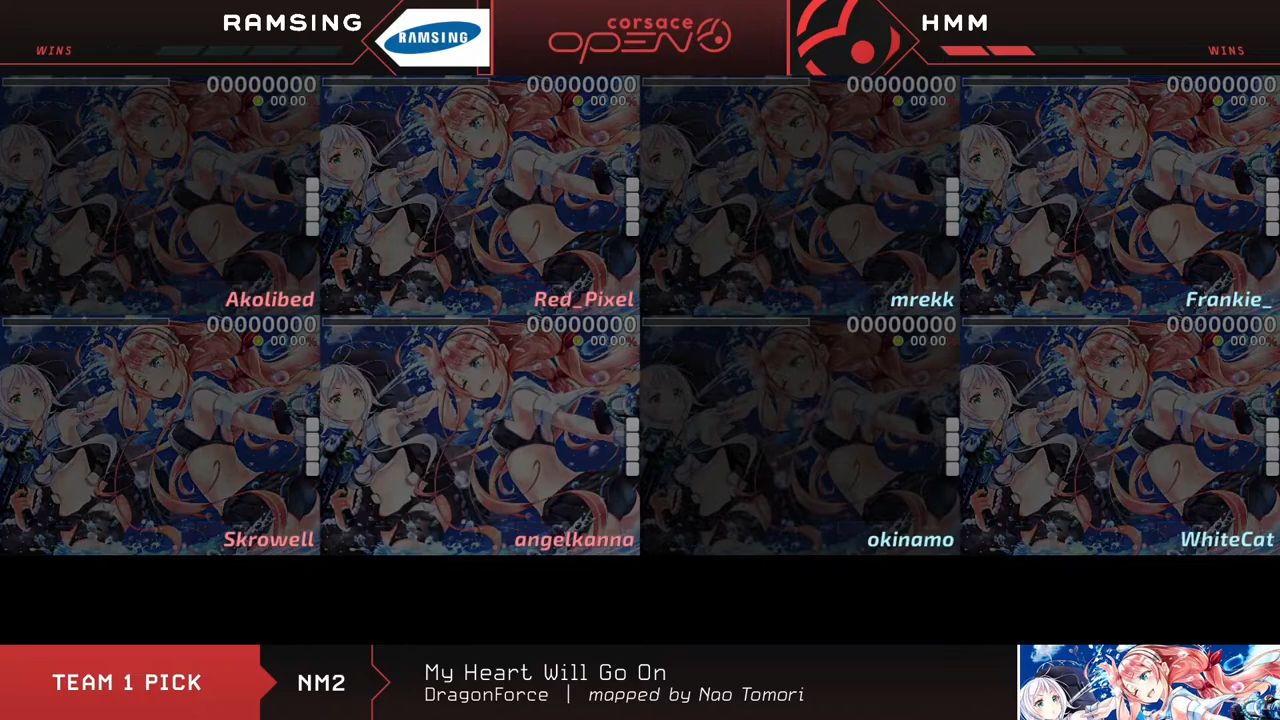 RAMSING
WINS
RAMSING
corsace
OPEN
HMM
WINS
00000000
00 00%
00000000
00 00%
00000000
00 00
00000000
00 00%
Akolibed
Red_Pixel
mrekk
Frankie_
00000000
00 00%
00000000
00 00%
00000000
00 00
00000000
00 00%
Skrowell
angelkanna
okinamo
WhiteCat
TEAM 1 PICK
NM2
My Heart Will Go On
DragonForce | mapped by Nao Tomori